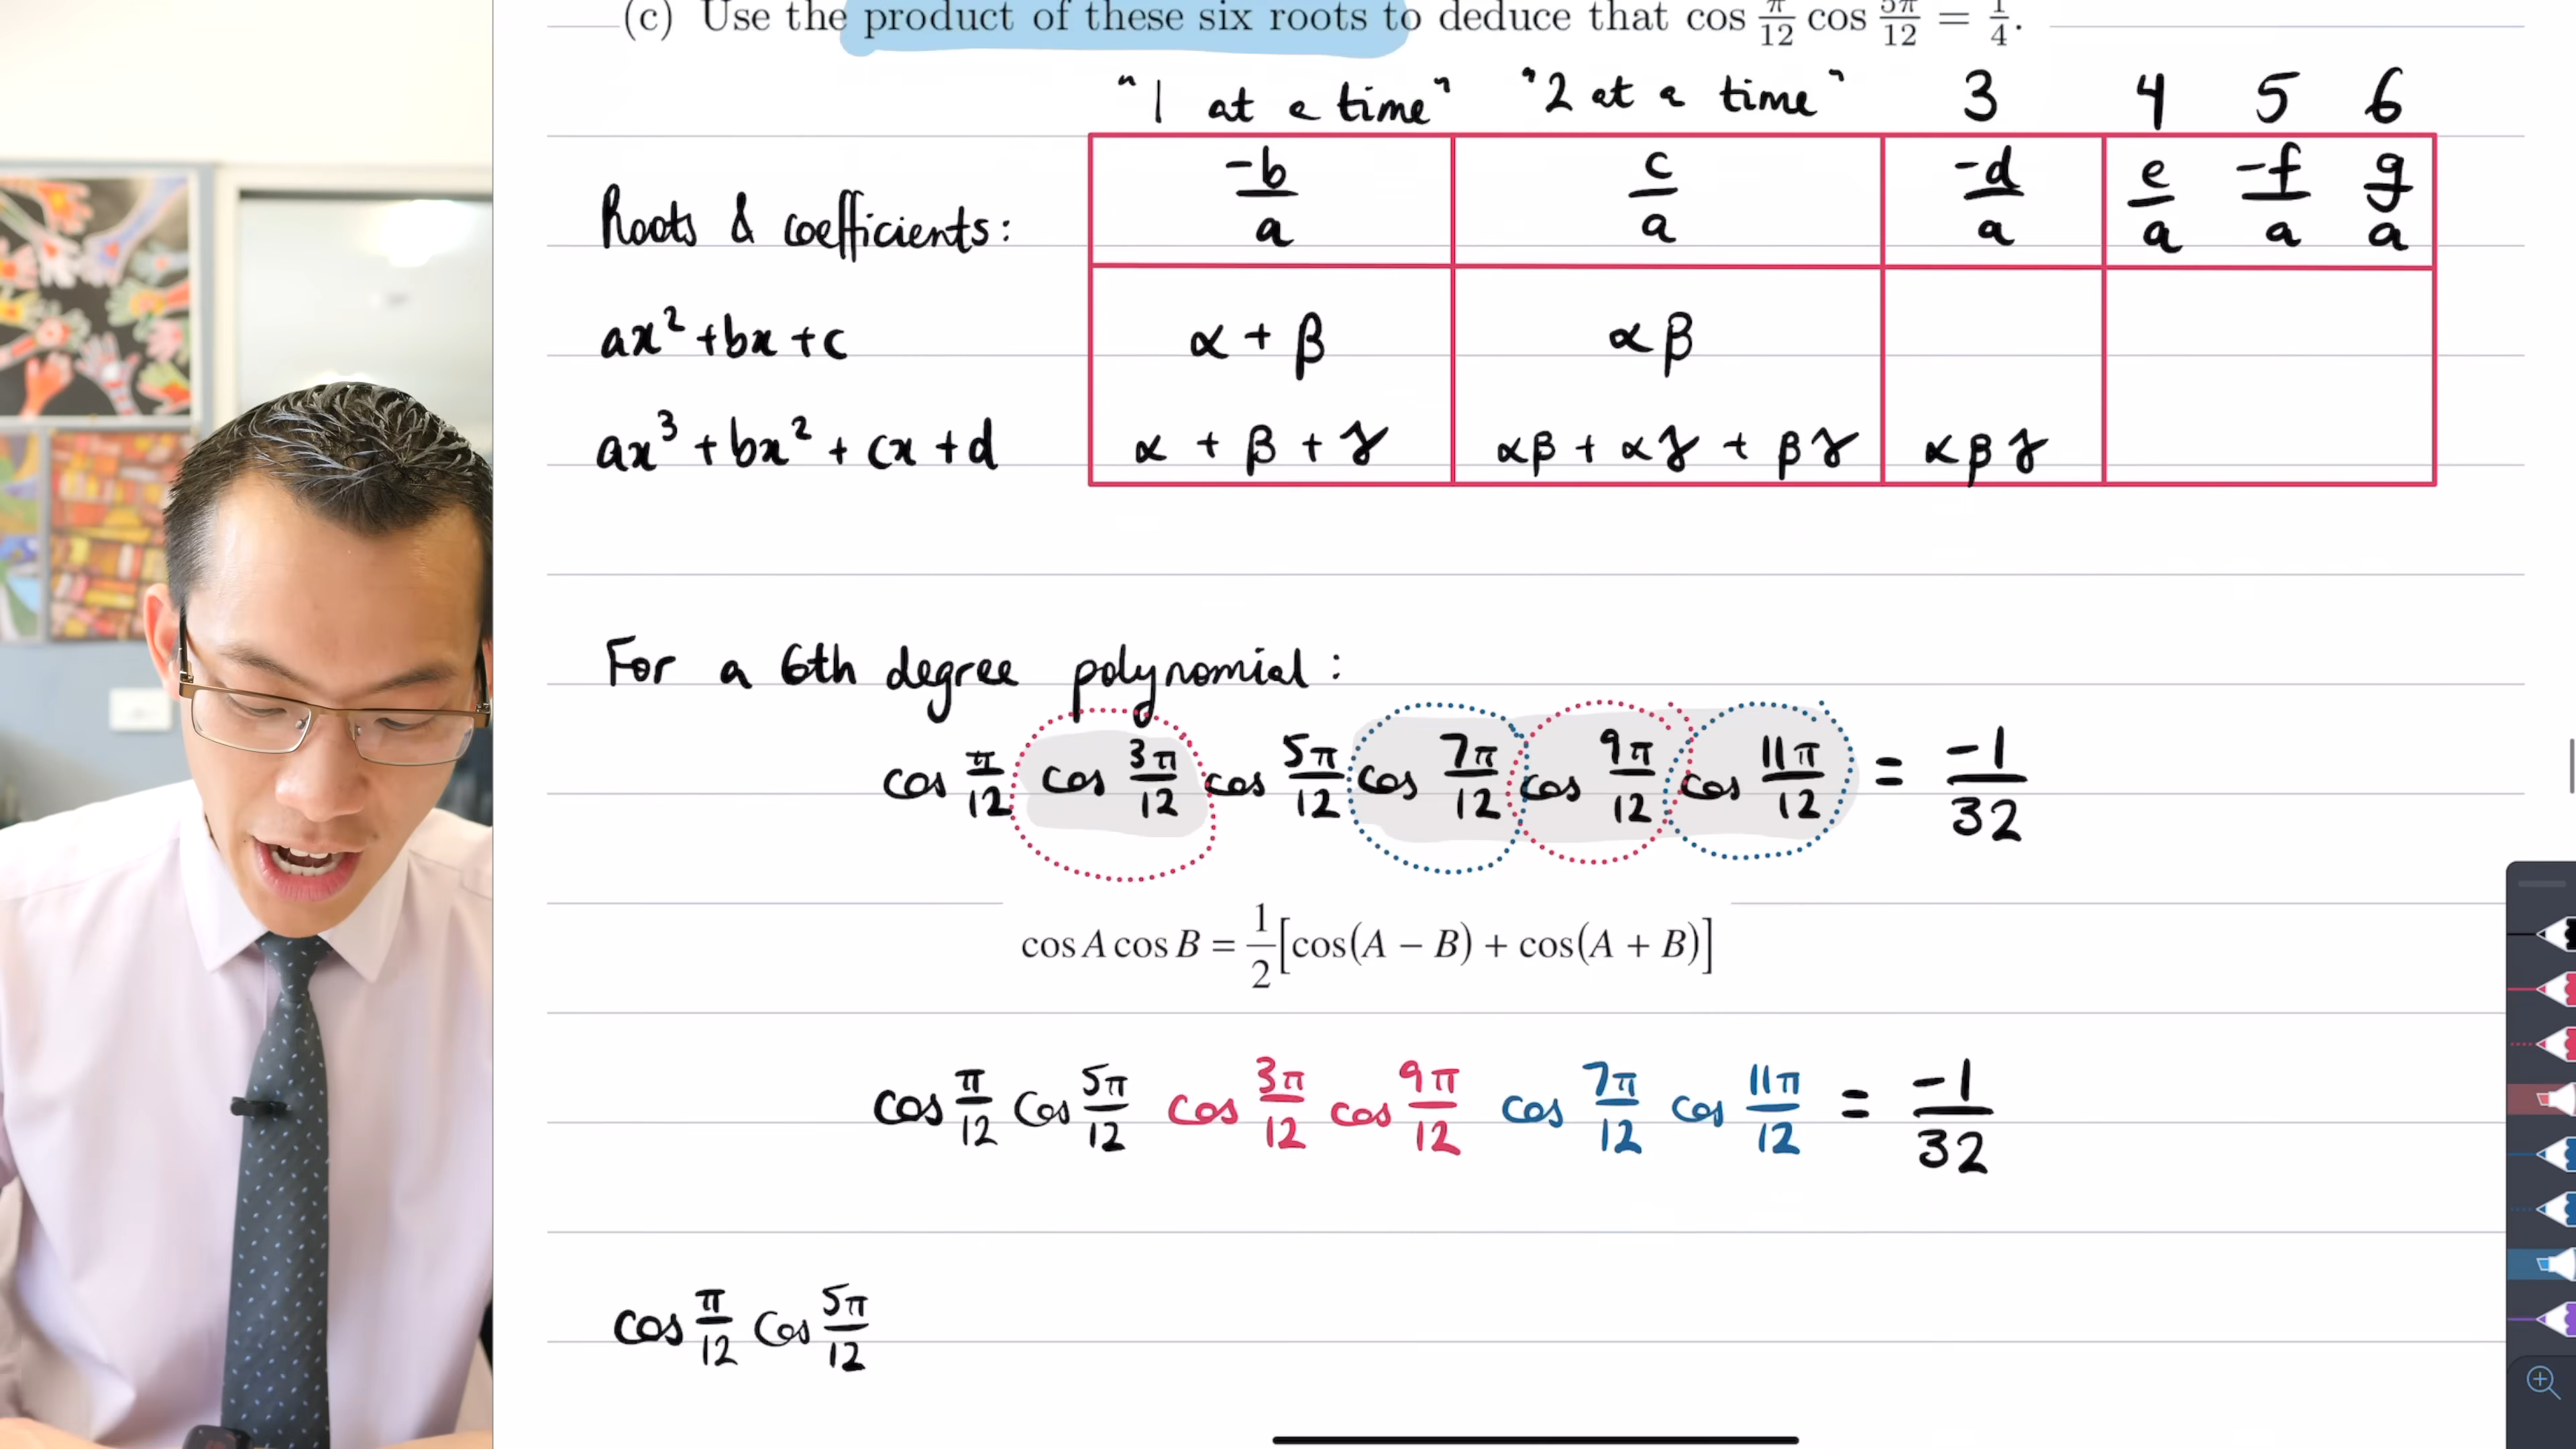 (c) Use the product of these six roots to deduce that cos π/12 cos 5π/12 = 1/4.
"1 at a time" "2 at a time" 3 4 5 6
Roots & coefficients: -b/a c/a -d/a e/a -f/a g/a
ax² + bx + c α + β αβ
ax³ + bx² + cx + d α + β + γ αβ + αγ + βγ αβγ
For a 6th degree polynomial:
cos π/12 cos 3π/12 cos 5π/12 cos 7π/12 cos 9π/12 cos 11π/12 = -1/32
cos A cos B = 1/2[cos(A − B) + cos(A + B)]
cos π/12 cos 5π/12 cos 3π/12 cos 9π/12 cos 7π/12 cos 11π/12 = -1/32
cos π/12 cos 5π/12